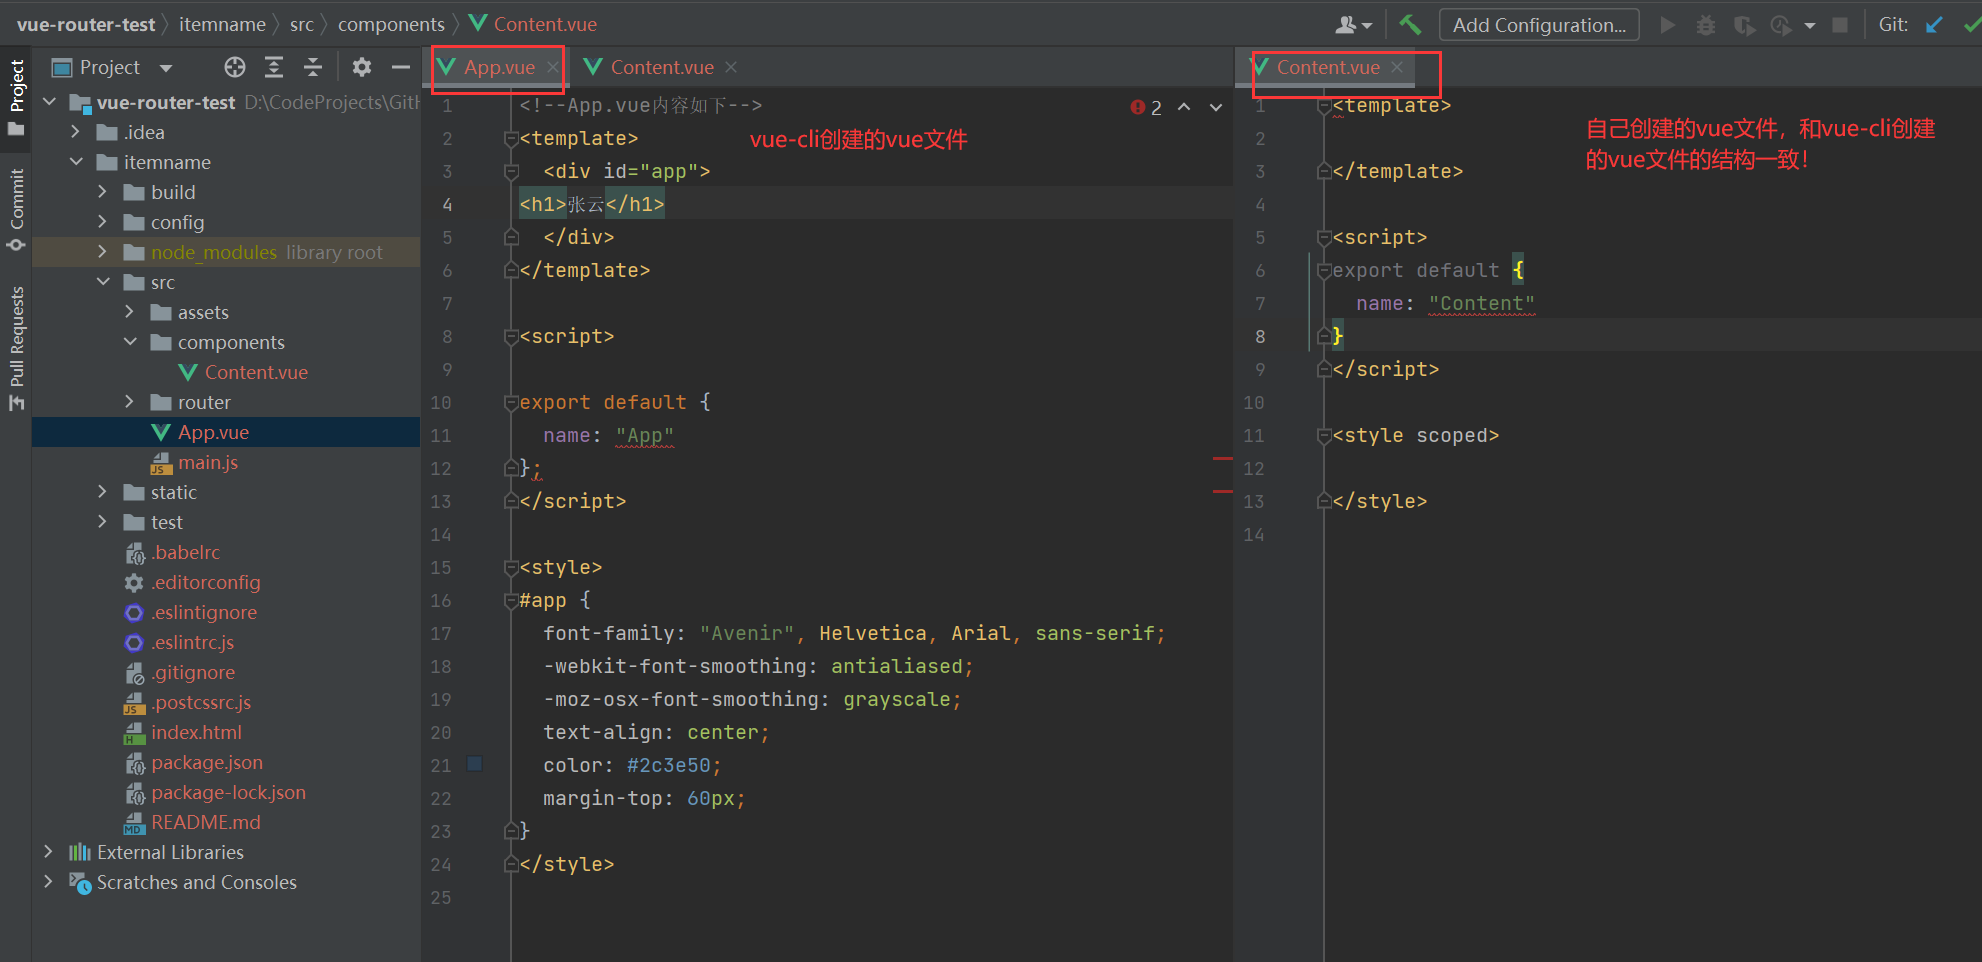 vue-router-test
itemname
src
components
Content.vue
Add Configuration...
Git:
Project
Commit
Pull Requests
Project
vue-router-test D:\CodeProjects\GitH
.idea
itemname
build
config
node_modules library root
src
assets
components
Content.vue
router
App.vue
main.js
static
test
.babelrc
.editorconfig
.eslintignore
.eslintrc.js
.gitignore
.postcssrc.js
index.html
package.json
package-lock.json
README.md
External Libraries
Scratches and Consoles
App.vue
Content.vue
2
vue-cli创建的vue文件
1 <!--App.vue内容如下-->
2 <template>
3 <div id="app">
4 <h1>张云</h1>
5 </div>
6 </template>
7
8 <script>
9
10 export default {
11 name: "App"
12 };
13 </script>
14
15 <style>
16 #app {
17 font-family: "Avenir", Helvetica, Arial, sans-serif;
18 -webkit-font-smoothing: antialiased;
19 -moz-osx-font-smoothing: grayscale;
20 text-align: center;
21 color: #2c3e50;
22 margin-top: 60px;
23 }
24 </style>
25
Content.vue
自己创建的vue文件，和vue-cli创建
的vue文件的结构一致！
1 <template>
2
3 </template>
4
5 <script>
6 export default {
7 name: "Content"
8 }
9 </script>
10
11 <style scoped>
12
13 </style>
14